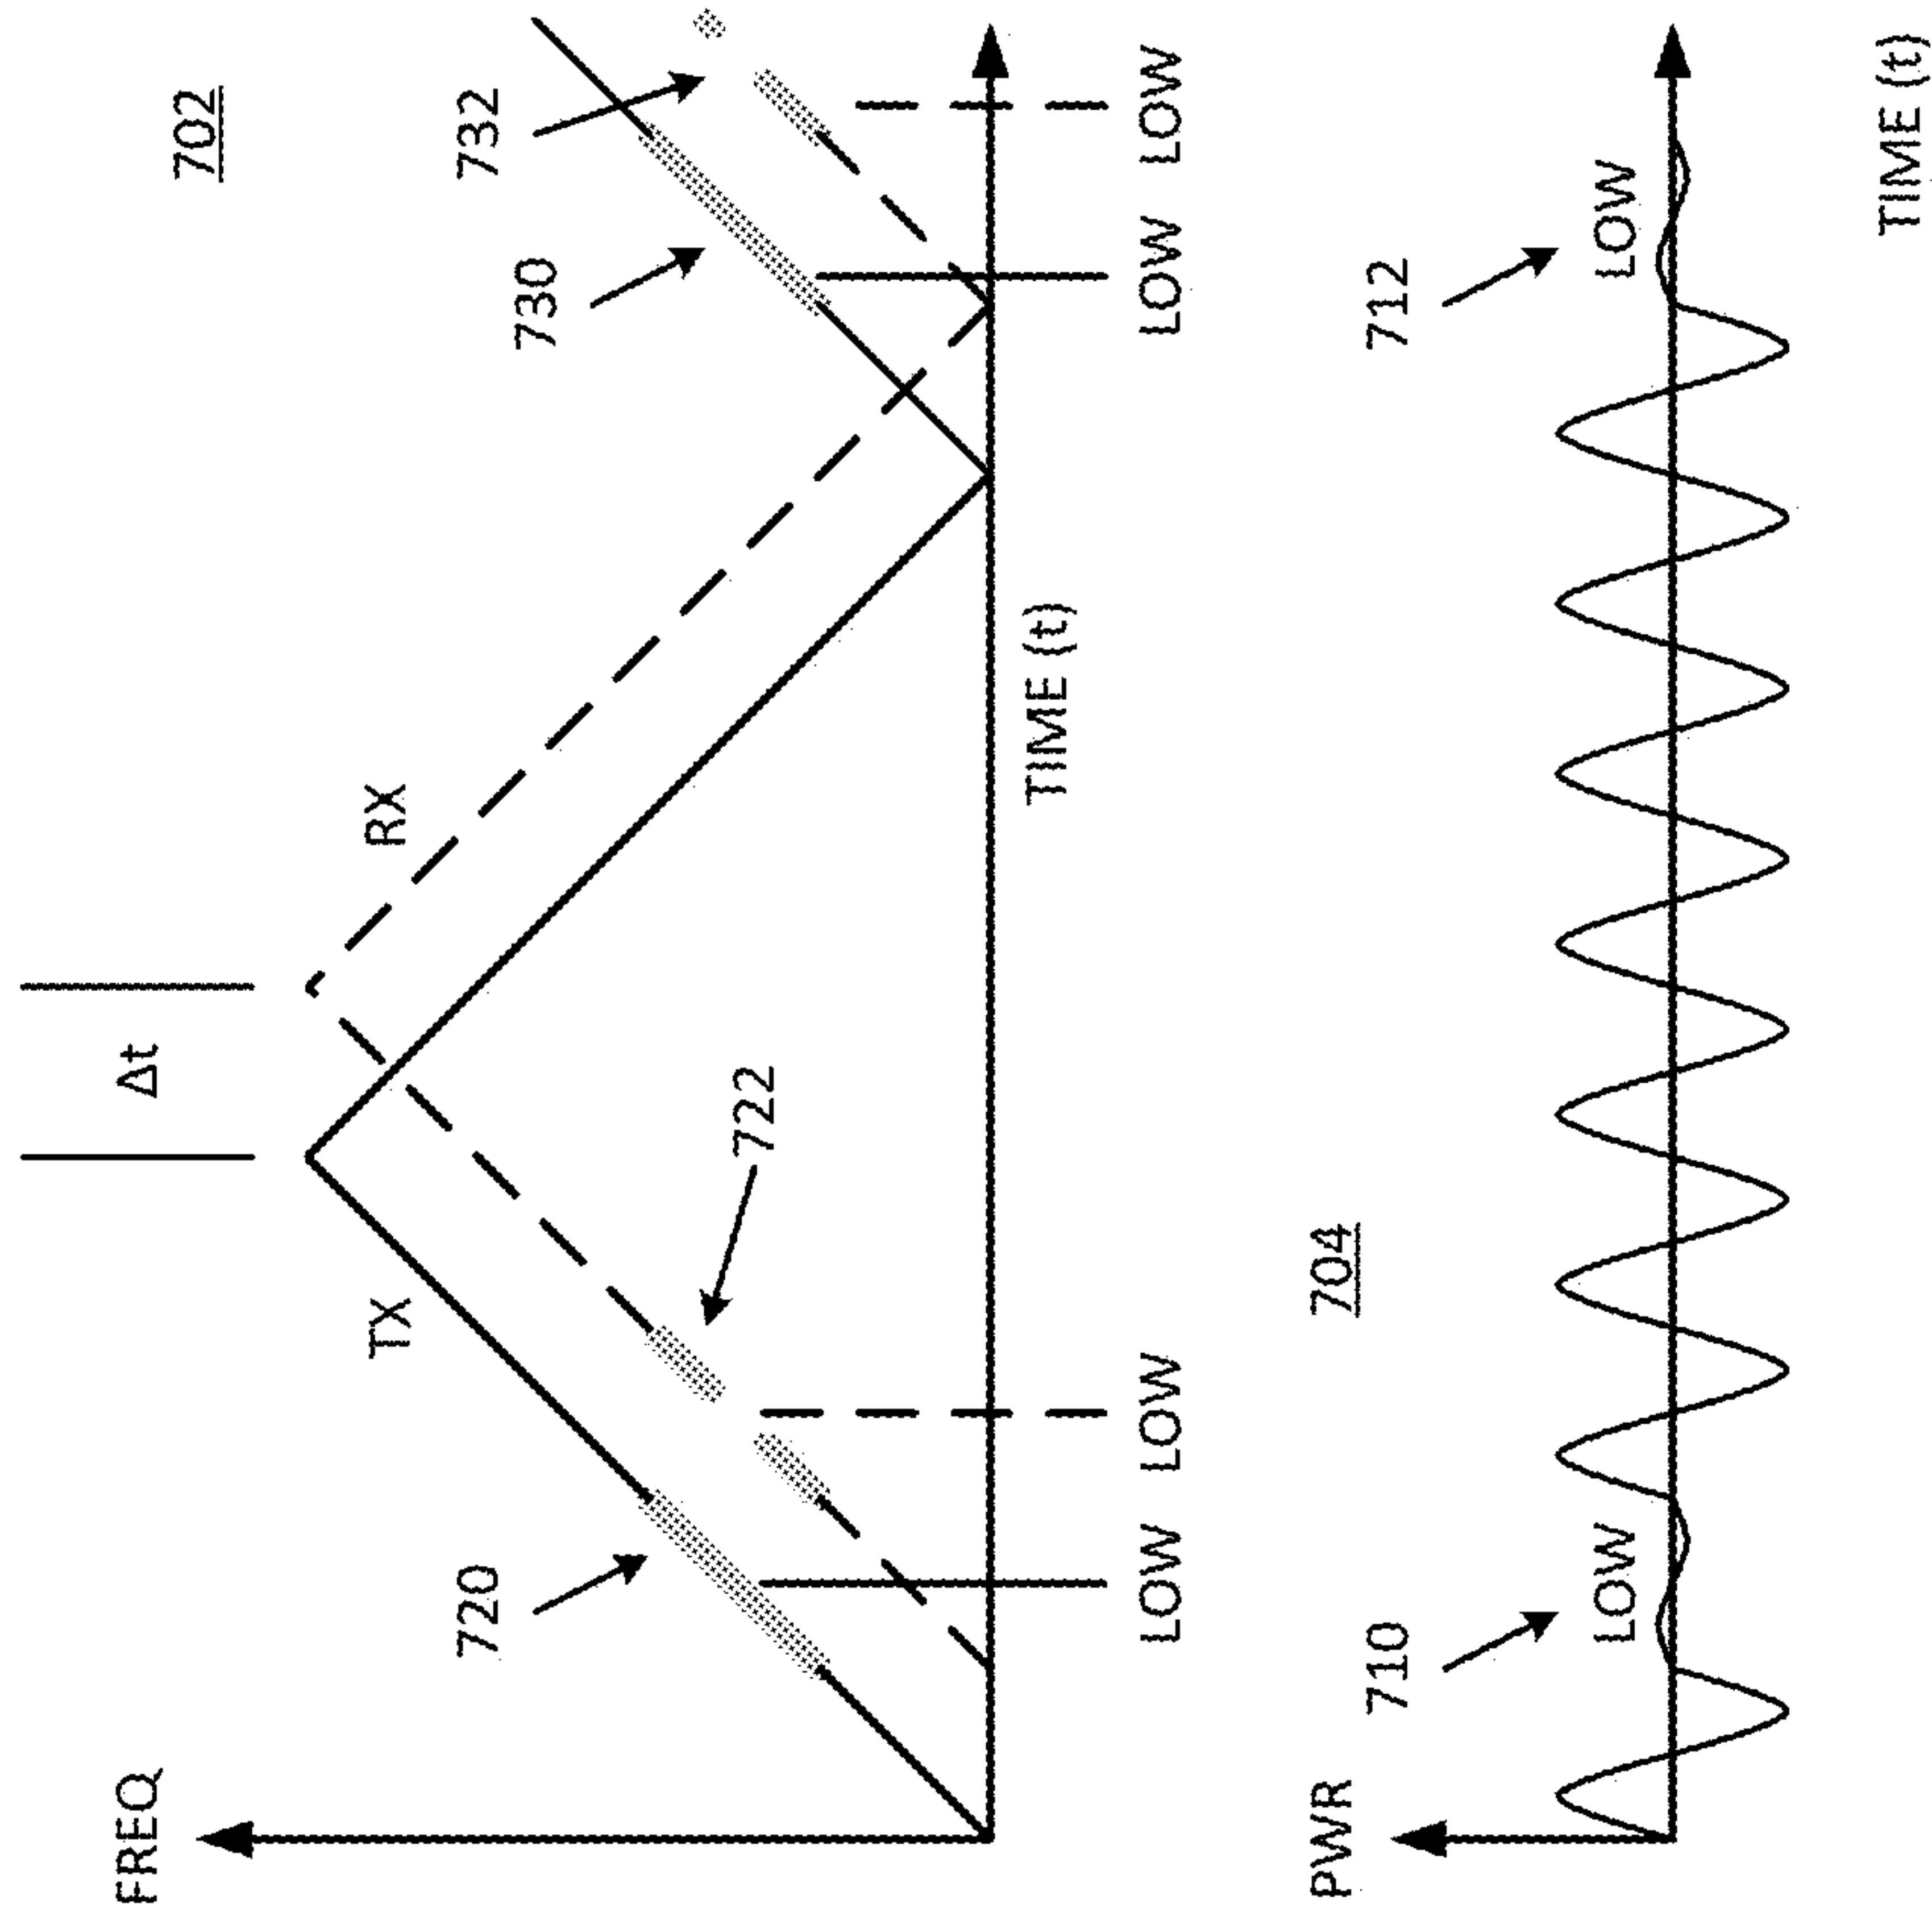 FREQ
Δt
702
TX
RX
720
732
730
722
TIME (t)
LOW LOW
LOW LOW
PWR
704
710
712
LOW
LOW
TIME (t)